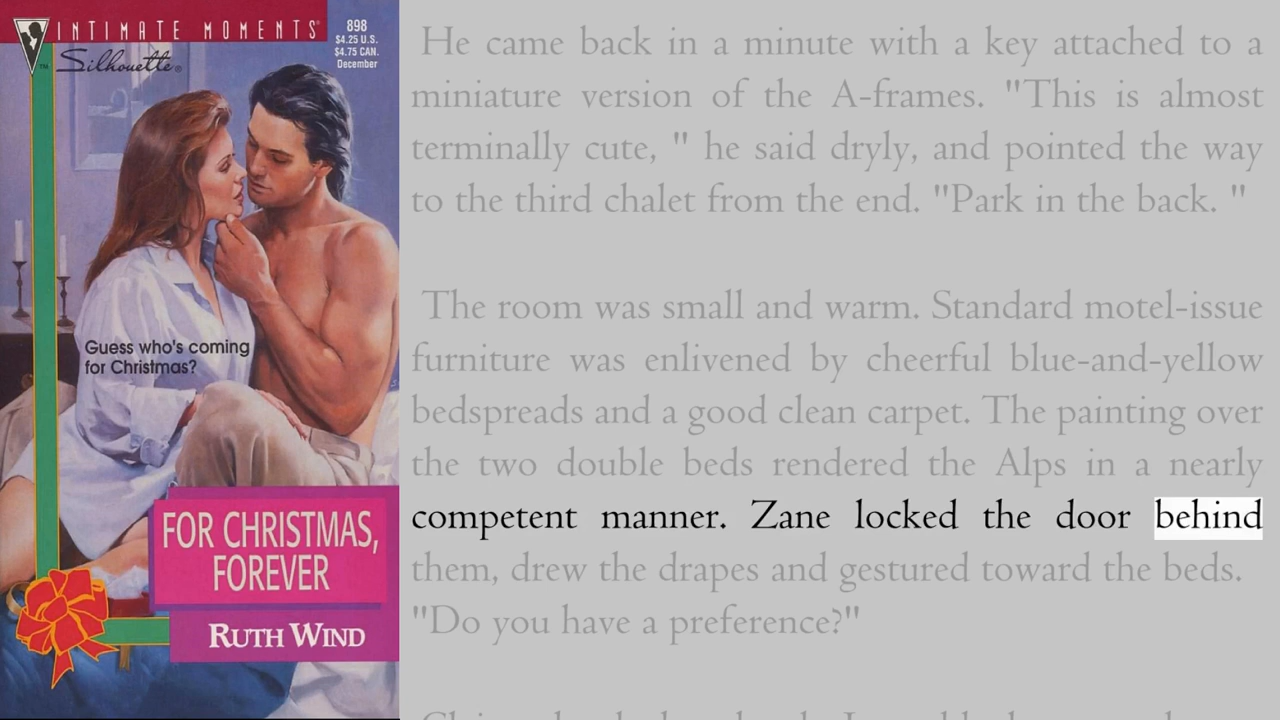 INTIMATE MOMENTS®
Silhouette®
TM
898
$4.25 U.S.
$4.75 CAN.
December
Guess who's coming
for Christmas?
FOR CHRISTMAS,
FOREVER
RUTH WIND
He came back in a minute with a key attached to a
miniature version of the A-frames. "This is almost
terminally cute, " he said dryly, and pointed the way
to the third chalet from the end. "Park in the back. "
The room was small and warm. Standard motel-issue
furniture was enlivened by cheerful blue-and-yellow
bedspreads and a good clean carpet. The painting over
the two double beds rendered the Alps in a nearly
competent manner. Zane locked the door behind
them, drew the drapes and gestured toward the beds.
"Do you have a preference?"